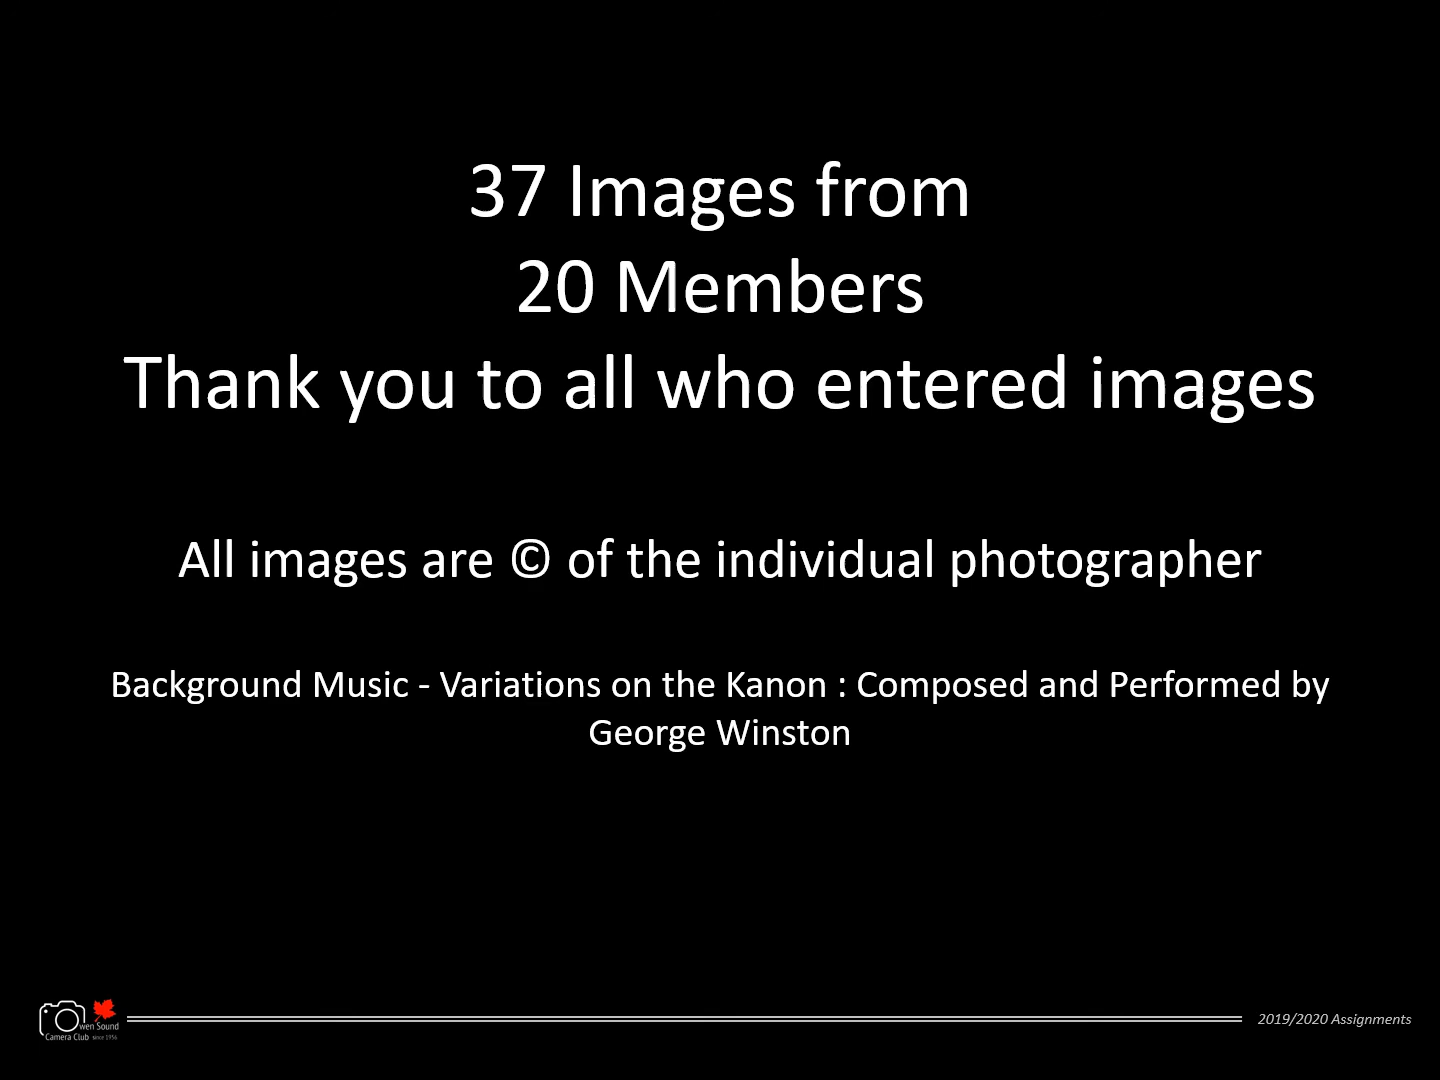 37 Images from
20 Members
Thank you to all who entered images
All images are © of the individual photographer
Background Music - Variations on the Kanon : Composed and Performed by
George Winston
wen Sound
Camera Club since 1956
2019/2020 Assignments